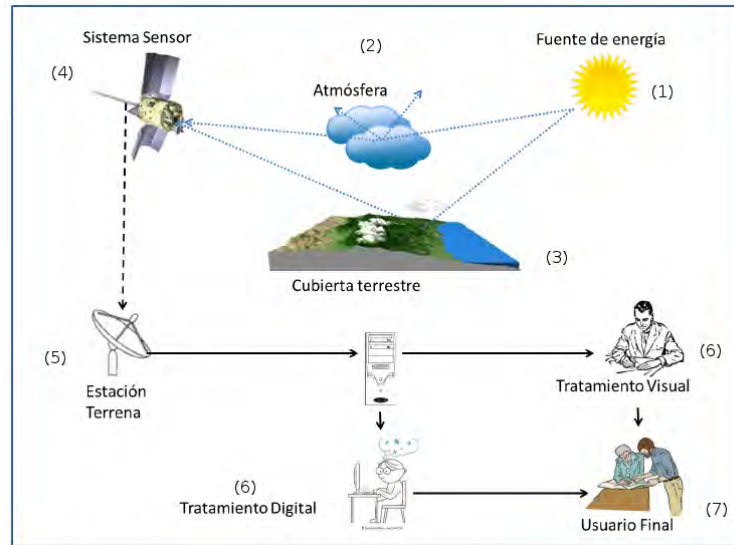 Sistema Sensor
(2)
Fuente de energía
(4)
Atmósfera
(1)
(3)
Cubierta terrestre
(5)
Estación
Terrena
(6)
Tratamiento Visual
(6)
Tratamiento Digital
Usuario Final
(7)